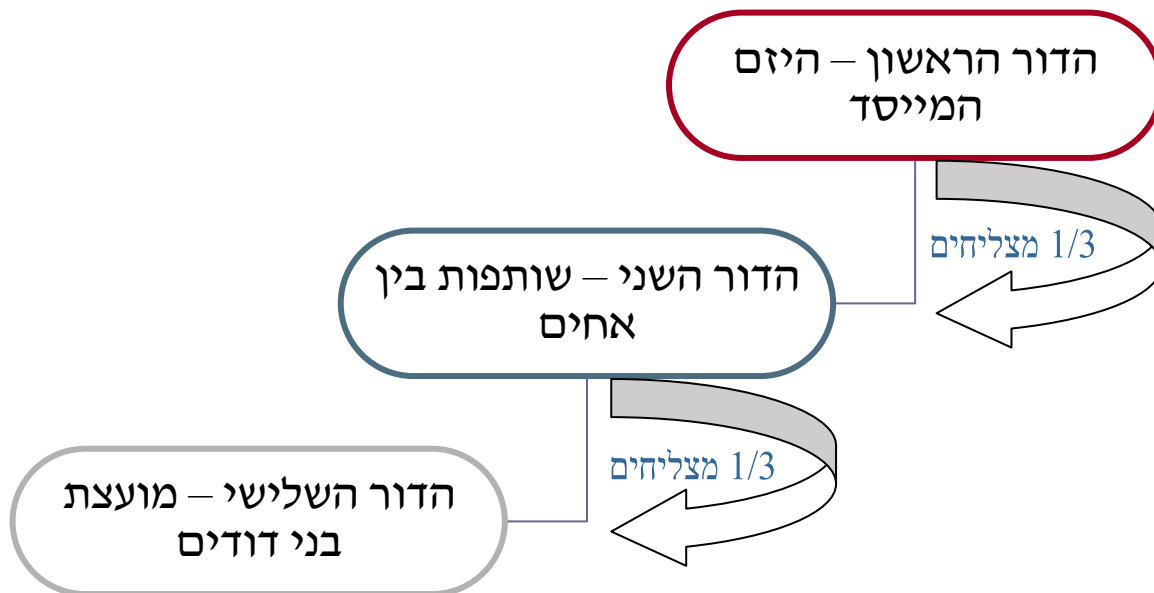 הדור הראשון – היזם
המייסד
1/3 מצליחים
הדור השני – שותפות בין
אחים
1/3 מצליחים
הדור השלישי – מועצת
בני דודים